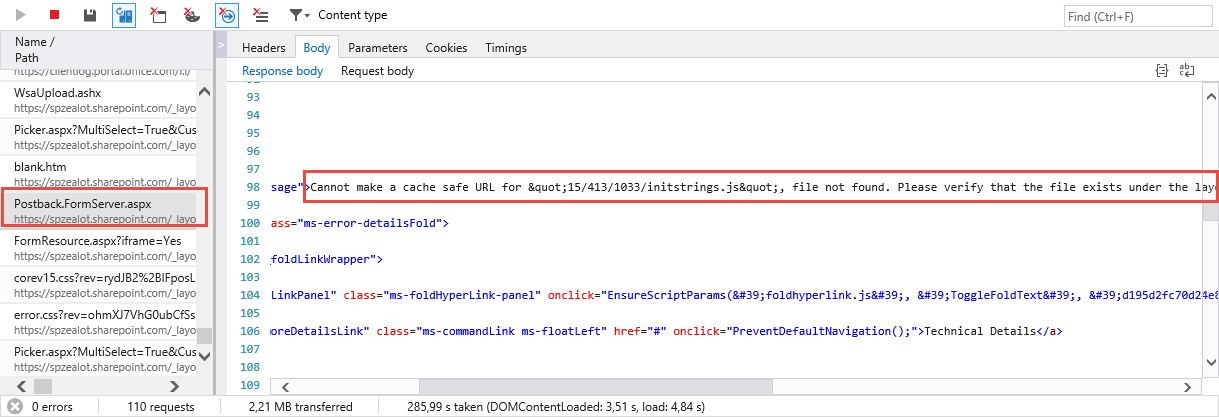 Content type
Find (Ctrl+F)
Name /
Path
https://clientlog.portal.office.com/l.i/
WsaUpload.ashx
https://spzealot.sharepoint.com/_layo
Picker.aspx?MultiSelect=True&Cus
https://spzealot.sharepoint.com/_layo
blank.htm
https://spzealot.sharepoint.com/_layo
Postback.FormServer.aspx
https://spzealot.sharepoint.com/_layo
FormResource.aspx?iframe=Yes
https://spzealot.sharepoint.com/_layo
corev15.css?rev=rydJB2%2BIFposL
https://spzealot.sharepoint.com/_layo
error.css?rev=ohmXJ7VhG0ubCfSs
https://spzealot.sharepoint.com/_layo
Picker.aspx?MultiSelect=True&Cus
https://spzealot.sharepoint.com/_layo
Headers Body Parameters Cookies Timings
Response body Request body
92
93
94
95
96
97
98 sage">Cannot make a cache safe URL for &quot;15/413/1033/initstrings.js&quot;, file not found. Please verify that the file exists under the layo
99
100 ass="ms-error-detailsFold">
101
102 _foldLinkWrapper">
103
104 LinkPanel" class="ms-foldHyperLink-panel" onclick="EnsureScriptParams(&#39;foldhyperlink.js&#39;, &#39;ToggleFoldText&#39;, &#39;d195d2fc70d24e8
105
106 moreDetailsLink" class="ms-commandLink ms-floatLeft" href="#" onclick="PreventDefaultNavigation();">Technical Details</a>
107
108
109
0 errors 110 requests 2,21 MB transferred 285,99 s taken (DOMContentLoaded: 3,51 s, load: 4,84 s)